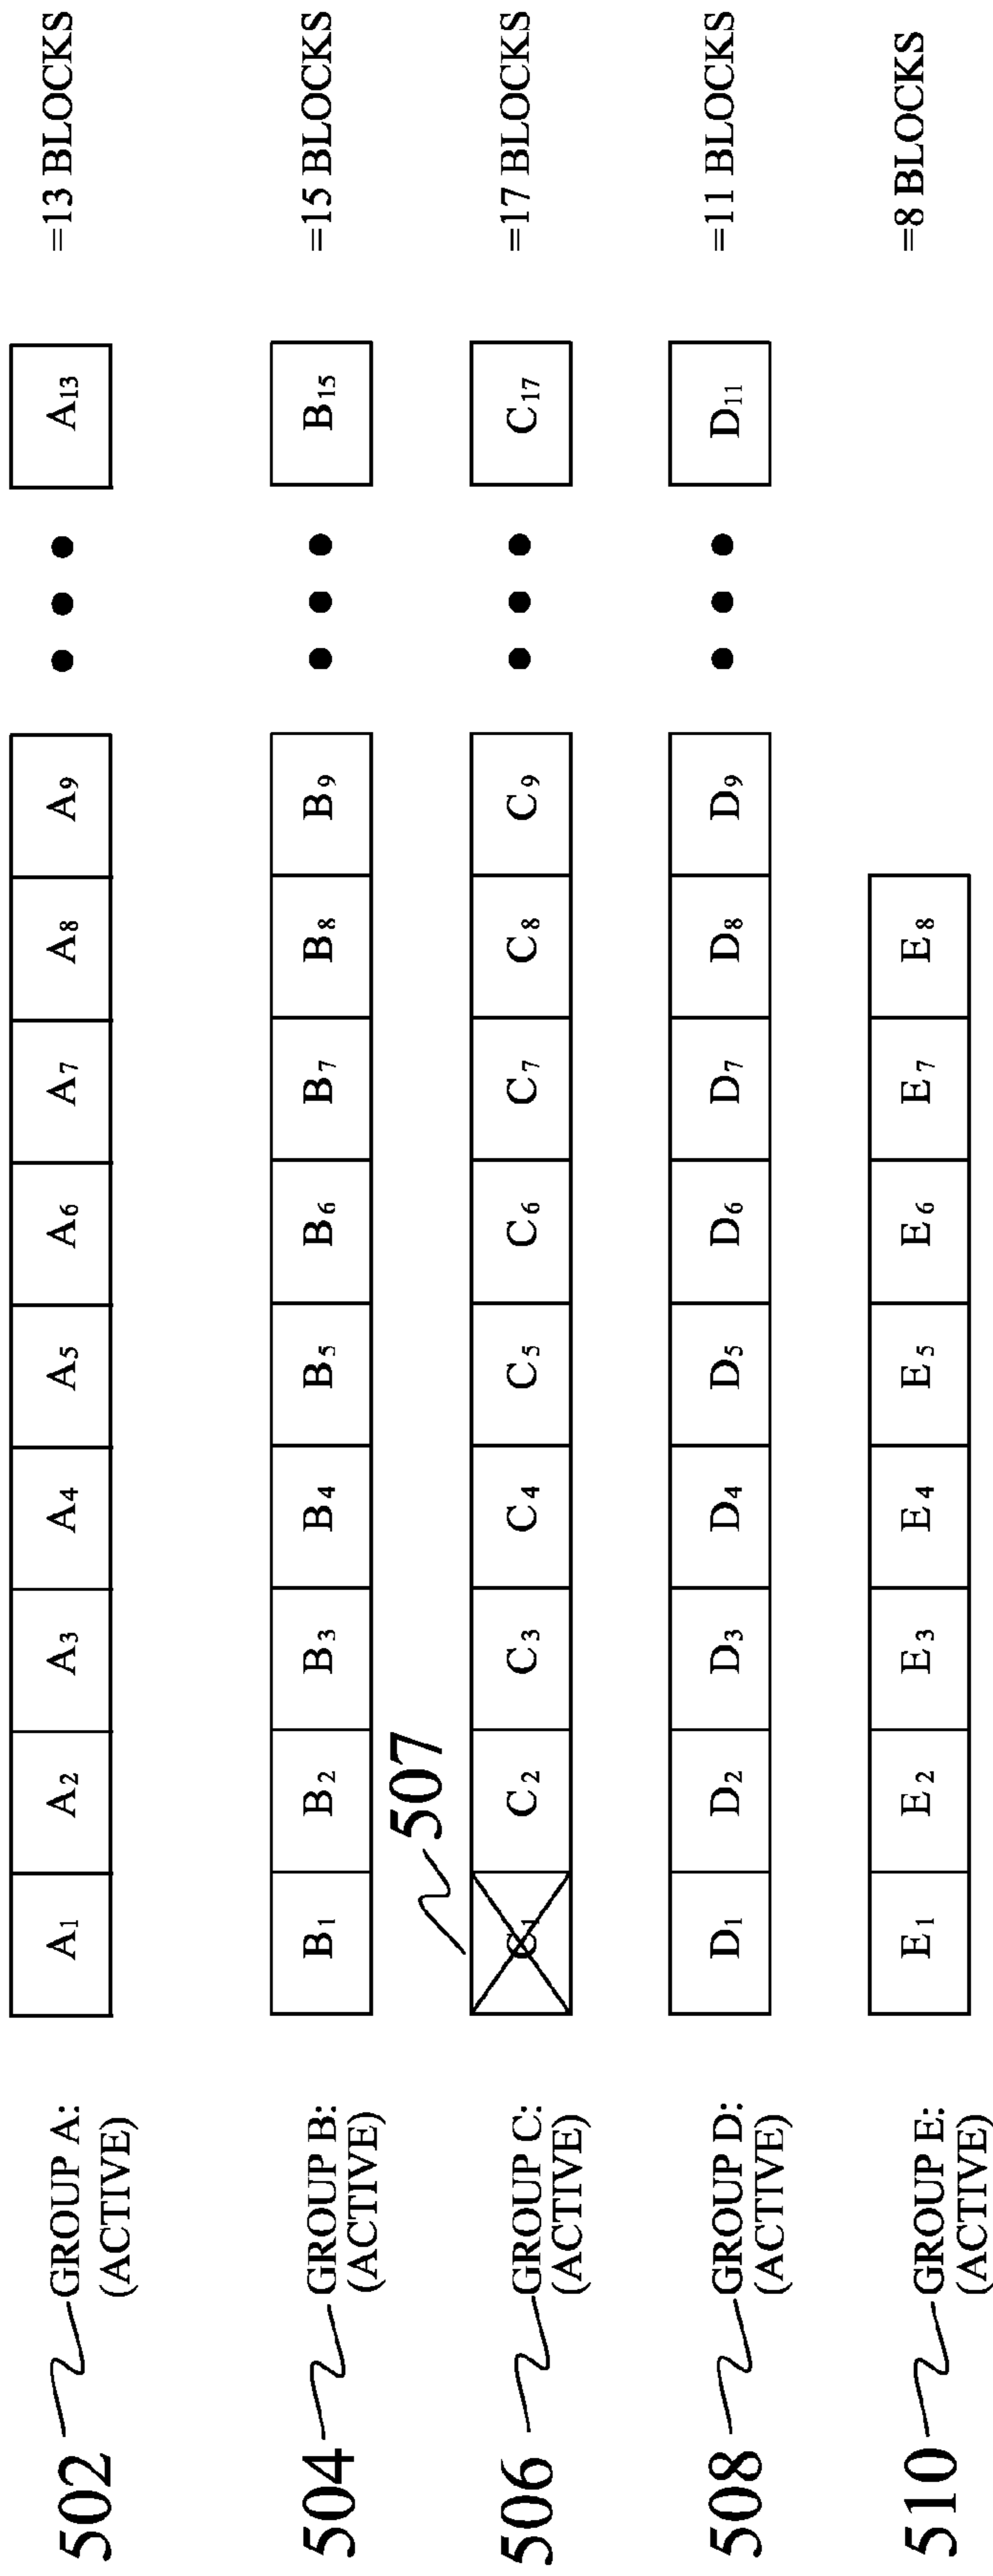 502 GROUP A: A1 A2 A3 A4 A5 A6 A7 A8 A9 ••• A13 =13 BLOCKS
(ACTIVE)
504 GROUP B: B1 B2 B3 B4 B5 B6 B7 B8 B9 ••• B15 =15 BLOCKS
(ACTIVE)
507
506 GROUP C: C1 C2 C3 C4 C5 C6 C7 C8 C9 ••• C17 =17 BLOCKS
(ACTIVE)
508 GROUP D: D1 D2 D3 D4 D5 D6 D7 D8 D9 ••• D11 =11 BLOCKS
(ACTIVE)
510 GROUP E: E1 E2 E3 E4 E5 E6 E7 E8 =8 BLOCKS
(ACTIVE)